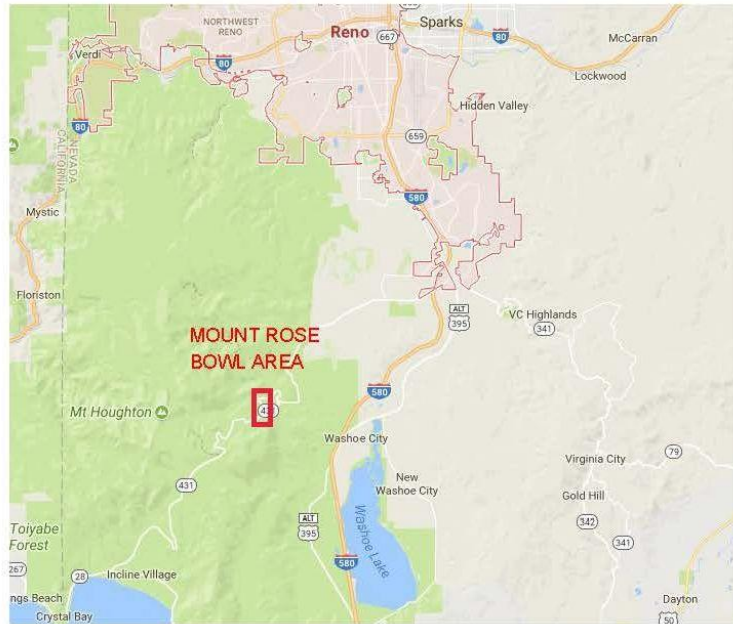 NORTHWEST
RENO
Reno
Sparks
667
80
McCarran
Verdi
80
Lockwood
Hidden Valley
80
659
NEVADA
CALIFORNIA
580
Mystic
Floriston
ALT
395
VC Highlands
341
MOUNT ROSE
BOWL AREA
580
Mt Houghton
Washoe City
Virginia City
79
New
Washoe City
Gold Hill
431
ALT
395
342
341
Washoe Lake
Toiyabe
Forest
580
267
28
Incline Village
ngs Beach
Dayton
Crystal Bay
50